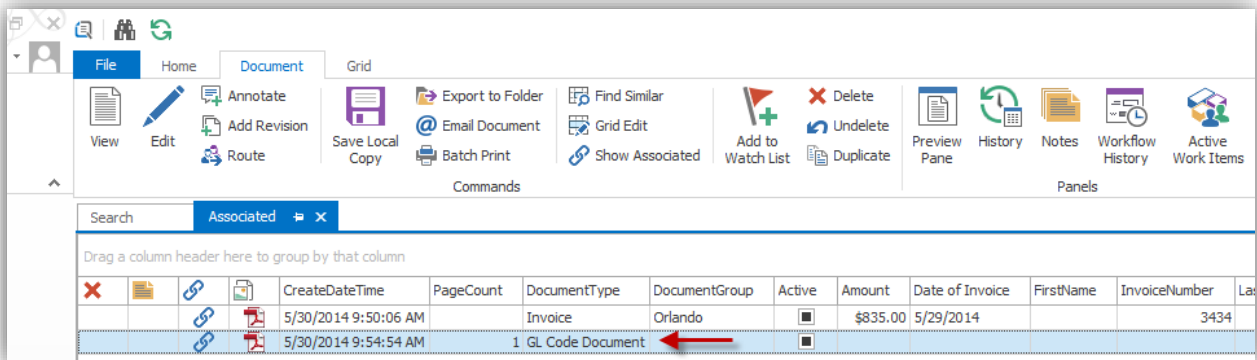 File Home Document Grid
View
Edit
Annotate
Add Revision
Route
Save Local
Copy
Export to Folder
Email Document
Batch Print
Find Similar
Grid Edit
Show Associated
Add to
Watch List
Delete
Undelete
Duplicate
Commands
Preview
Pane
History
Notes
Workflow
History
Active
Work Items
Panels
Search Associated
Drag a column header here to group by that column
CreateDateTime PageCount DocumentType DocumentGroup Active Amount Date of Invoice FirstName InvoiceNumber Las
5/30/2014 9:50:06 AM Invoice Orlando $835.00 5/29/2014 3434
5/30/2014 9:54:54 AM 1 GL Code Document